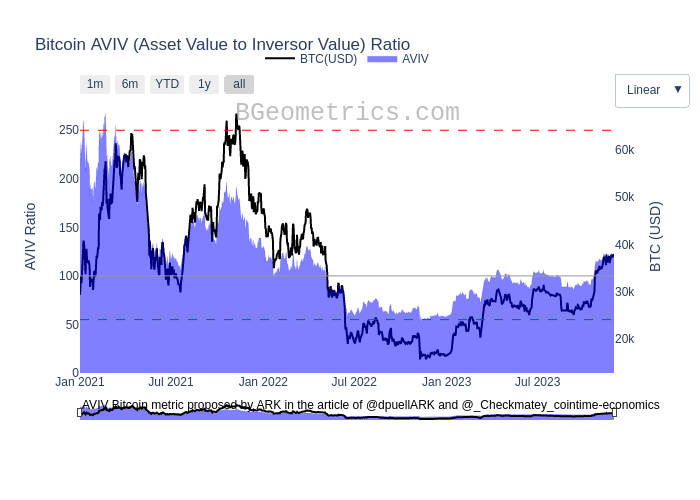 Bitcoin AVIV (Asset Value to Inversor Value) Ratio
BTC(USD) AVIV
1m 6m YTD 1y all
Linear ▼
BGeometrics.com
250
200
150
100
50
0
AVIV Ratio
60k
50k
40k
30k
20k
BTC (USD)
Jan 2021 Jul 2021 Jan 2022 Jul 2022 Jan 2023 Jul 2023
AVIV Bitcoin metric proposed by ARK in the article of @dpuellARK and @_Checkmatey_cointime-economics